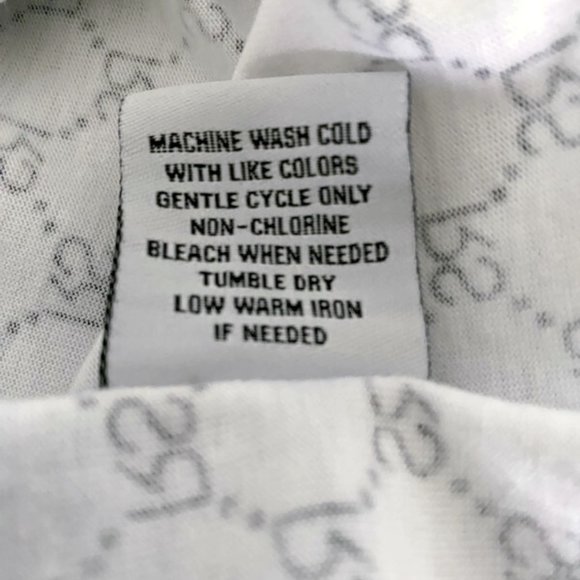 MACHINE WASH COLD
WITH LIKE COLORS
GENTLE CYCLE ONLY
NON-CHLORINE
BLEACH WHEN NEEDED
TUMBLE DRY
LOW WARM IRON
IF NEEDED